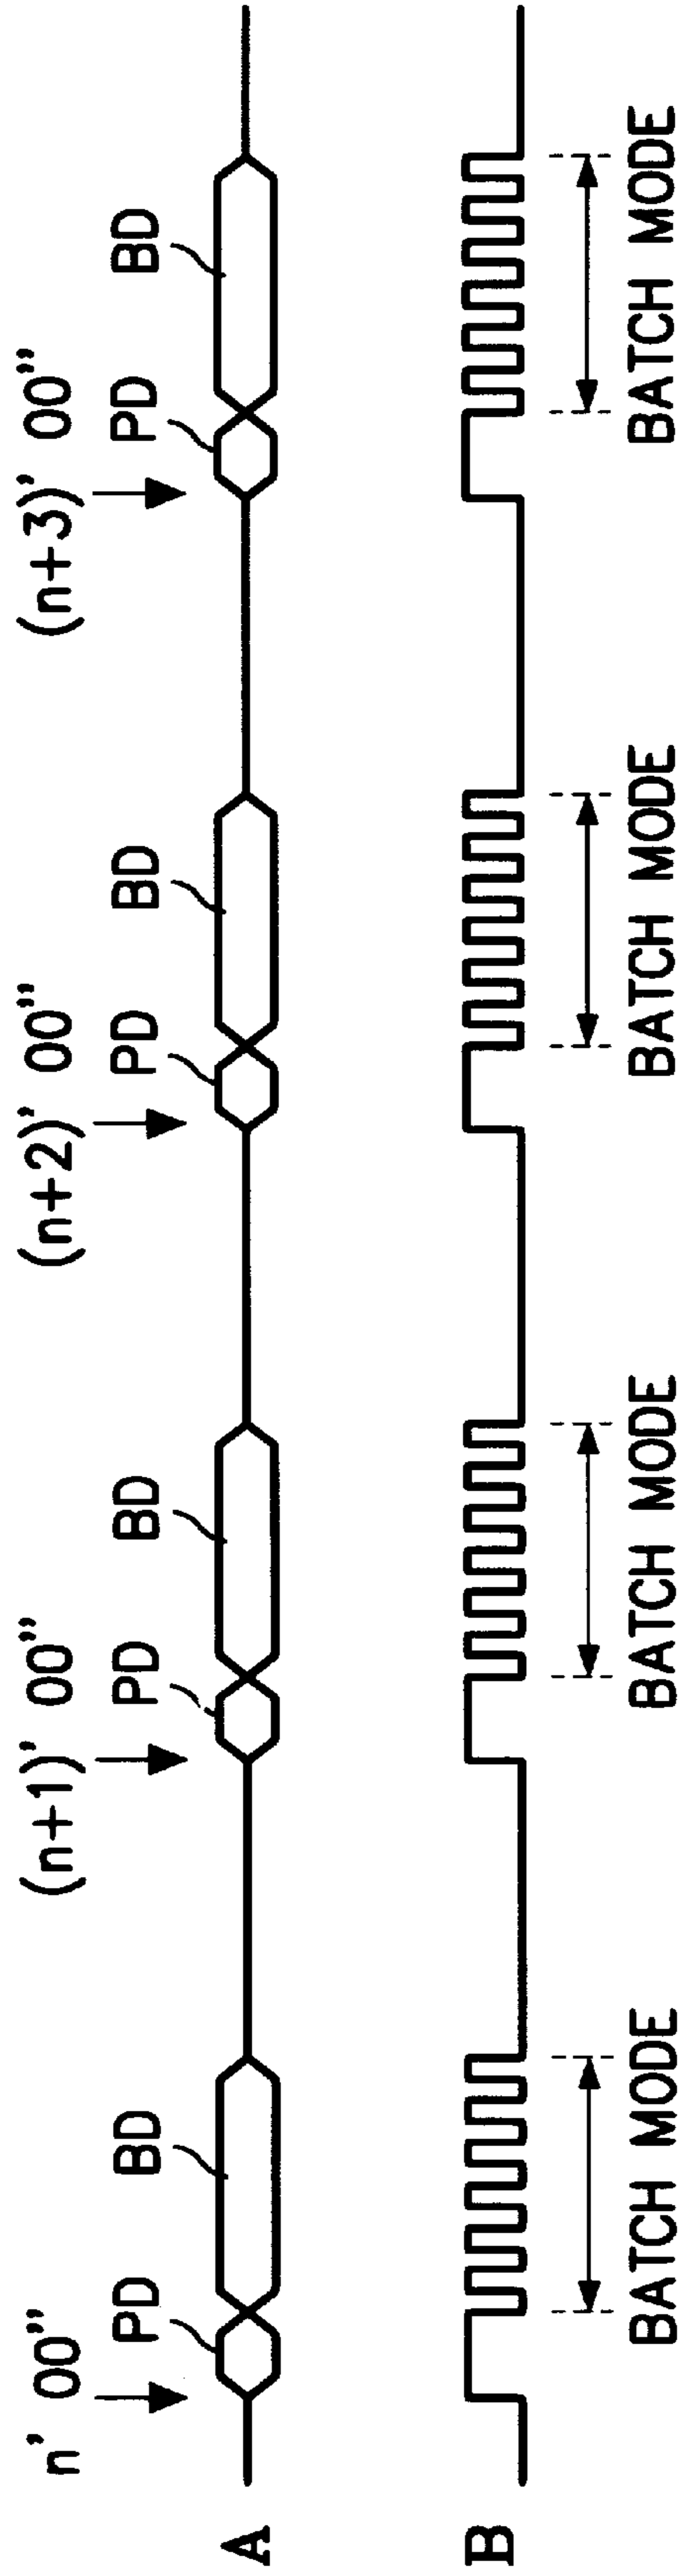 n' 00" (n+1)' 00" (n+2)' 00" (n+3)' 00"
PD BD PD BD PD BD PD BD
A
B
BATCH MODE BATCH MODE BATCH MODE BATCH MODE